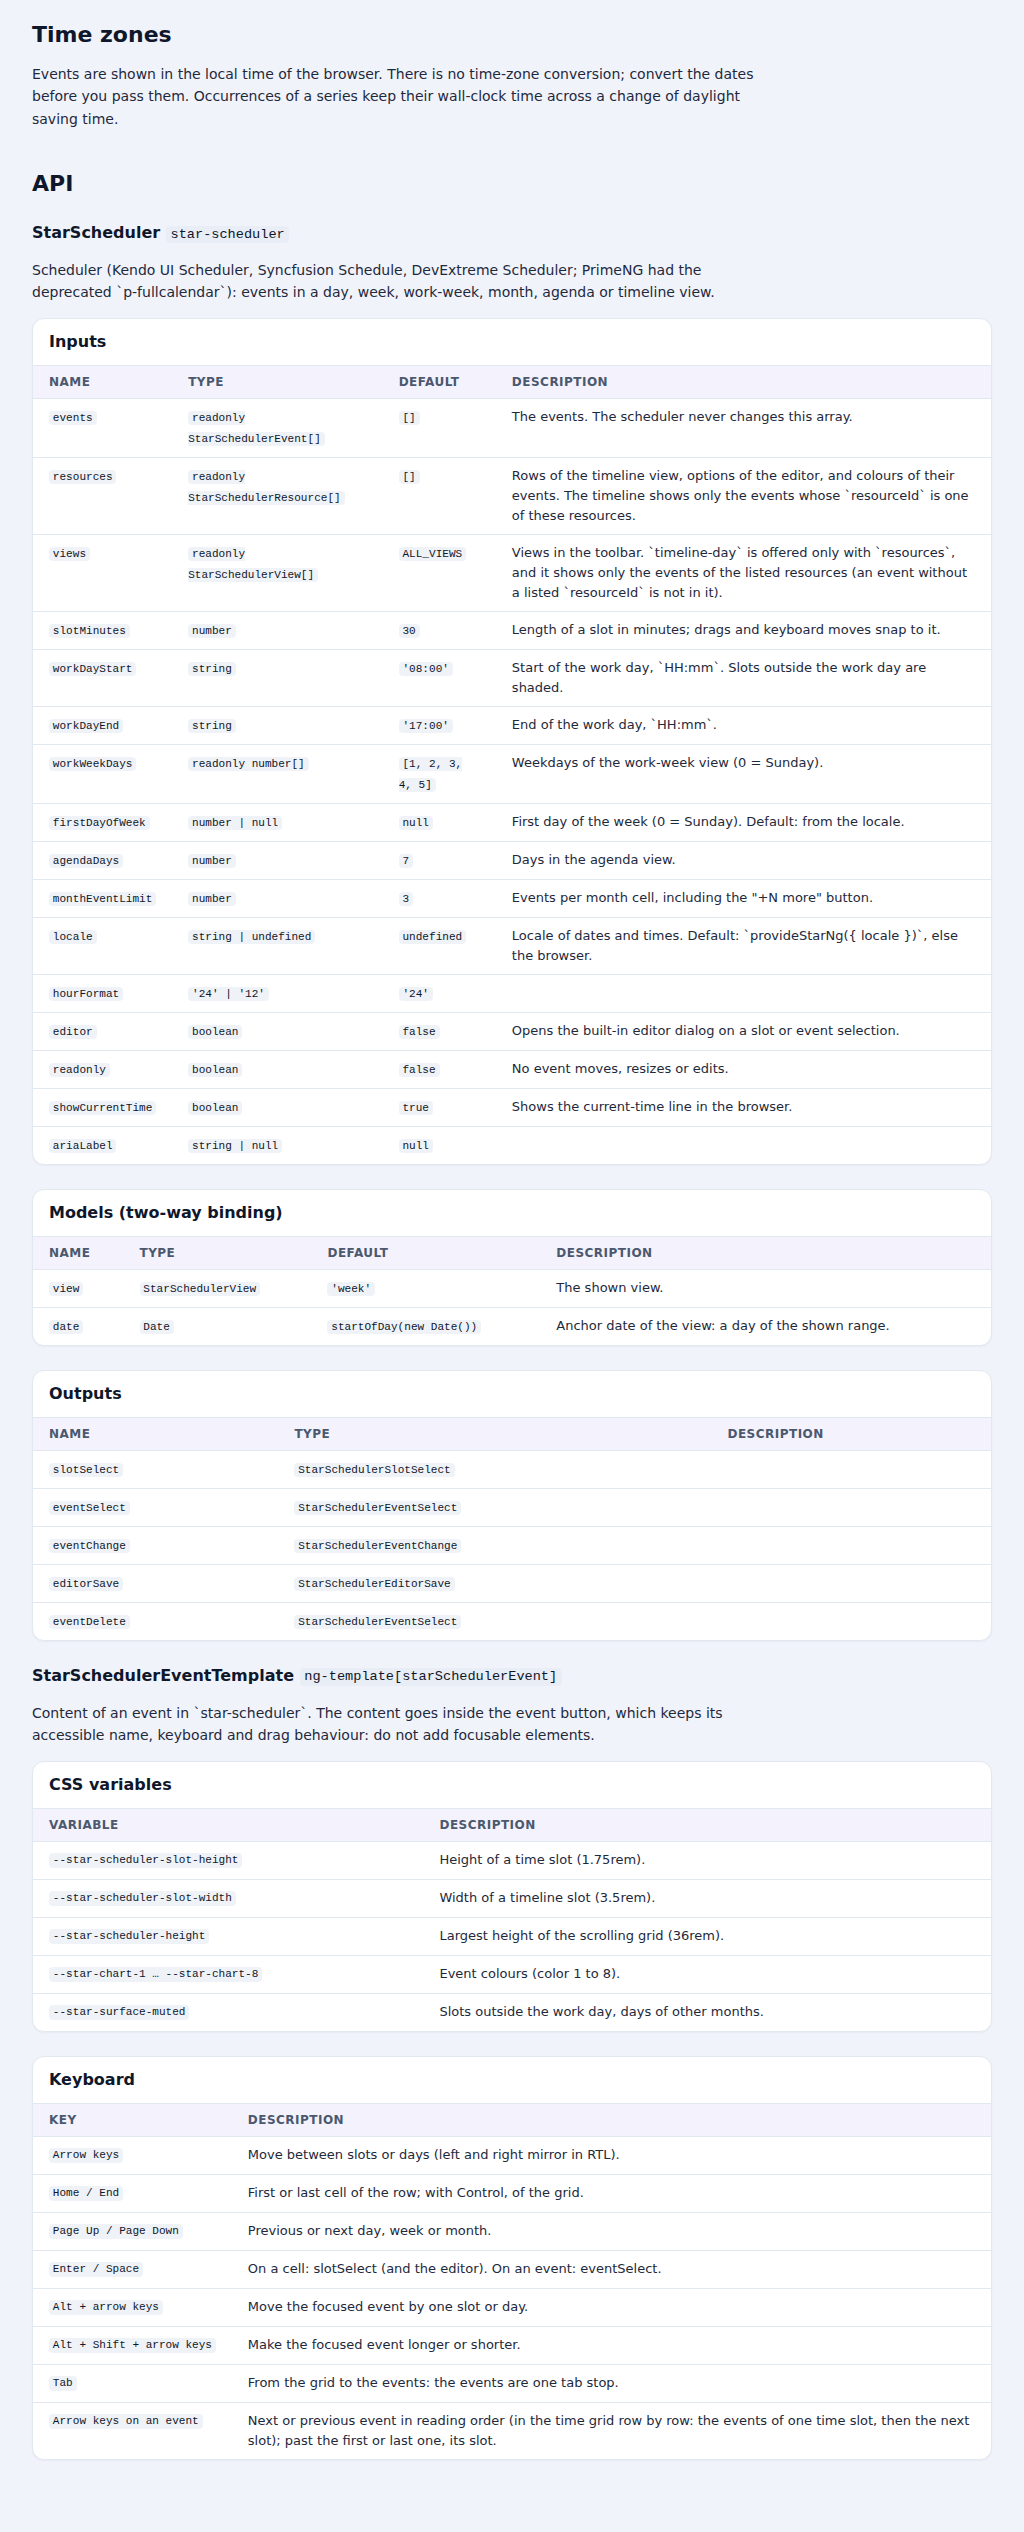 Time zones
Events are shown in the local time of the browser. There is no time-zone conversion; convert the dates
before you pass them. Occurrences of a series keep their wall-clock time across a change of daylight
saving time.
API
StarScheduler star-scheduler
Scheduler (Kendo UI Scheduler, Syncfusion Schedule, DevExtreme Scheduler; PrimeNG had the
deprecated `p-fullcalendar`): events in a day, week, work-week, month, agenda or timeline view.
Inputs
NAME TYPE DEFAULT DESCRIPTION
events readonly StarSchedulerEvent[] [] The events. The scheduler never changes this array.
resources readonly StarSchedulerResource[] [] Rows of the timeline view, options of the editor, and colours of their
events. The timeline shows only the events whose `resourceId` is one
of these resources.
views readonly StarSchedulerView[] ALL_VIEWS Views in the toolbar. `timeline-day` is offered only with `resources`,
and it shows only the events of the listed resources (an event without
a listed `resourceId` is not in it).
slotMinutes number 30 Length of a slot in minutes; drags and keyboard moves snap to it.
workDayStart string '08:00' Start of the work day, `HH:mm`. Slots outside the work day are
shaded.
workDayEnd string '17:00' End of the work day, `HH:mm`.
workWeekDays readonly number[] [1, 2, 3, 4, 5] Weekdays of the work-week view (0 = Sunday).
firstDayOfWeek number | null null First day of the week (0 = Sunday). Default: from the locale.
agendaDays number 7 Days in the agenda view.
monthEventLimit number 3 Events per month cell, including the "+N more" button.
locale string | undefined undefined Locale of dates and times. Default: `provideStarNg({ locale })`, else
the browser.
hourFormat '24' | '12' '24'
editor boolean false Opens the built-in editor dialog on a slot or event selection.
readonly boolean false No event moves, resizes or edits.
showCurrentTime boolean true Shows the current-time line in the browser.
ariaLabel string | null null
Models (two-way binding)
NAME TYPE DEFAULT DESCRIPTION
view StarSchedulerView 'week' The shown view.
date Date startOfDay(new Date()) Anchor date of the view: a day of the shown range.
Outputs
NAME TYPE DESCRIPTION
slotSelect StarSchedulerSlotSelect
eventSelect StarSchedulerEventSelect
eventChange StarSchedulerEventChange
editorSave StarSchedulerEditorSave
eventDelete StarSchedulerEventSelect
StarSchedulerEventTemplate ng-template[starSchedulerEvent]
Content of an event in `star-scheduler`. The content goes inside the event button, which keeps its
accessible name, keyboard and drag behaviour: do not add focusable elements.
CSS variables
VARIABLE DESCRIPTION
--star-scheduler-slot-height Height of a time slot (1.75rem).
--star-scheduler-slot-width Width of a timeline slot (3.5rem).
--star-scheduler-height Largest height of the scrolling grid (36rem).
--star-chart-1 … --star-chart-8 Event colours (color 1 to 8).
--star-surface-muted Slots outside the work day, days of other months.
Keyboard
KEY DESCRIPTION
Arrow keys Move between slots or days (left and right mirror in RTL).
Home / End First or last cell of the row; with Control, of the grid.
Page Up / Page Down Previous or next day, week or month.
Enter / Space On a cell: slotSelect (and the editor). On an event: eventSelect.
Alt + arrow keys Move the focused event by one slot or day.
Alt + Shift + arrow keys Make the focused event longer or shorter.
Tab From the grid to the events: the events are one tab stop.
Arrow keys on an event Next or previous event in reading order (in the time grid row by row: the events of one time slot, then the next
slot); past the first or last one, its slot.